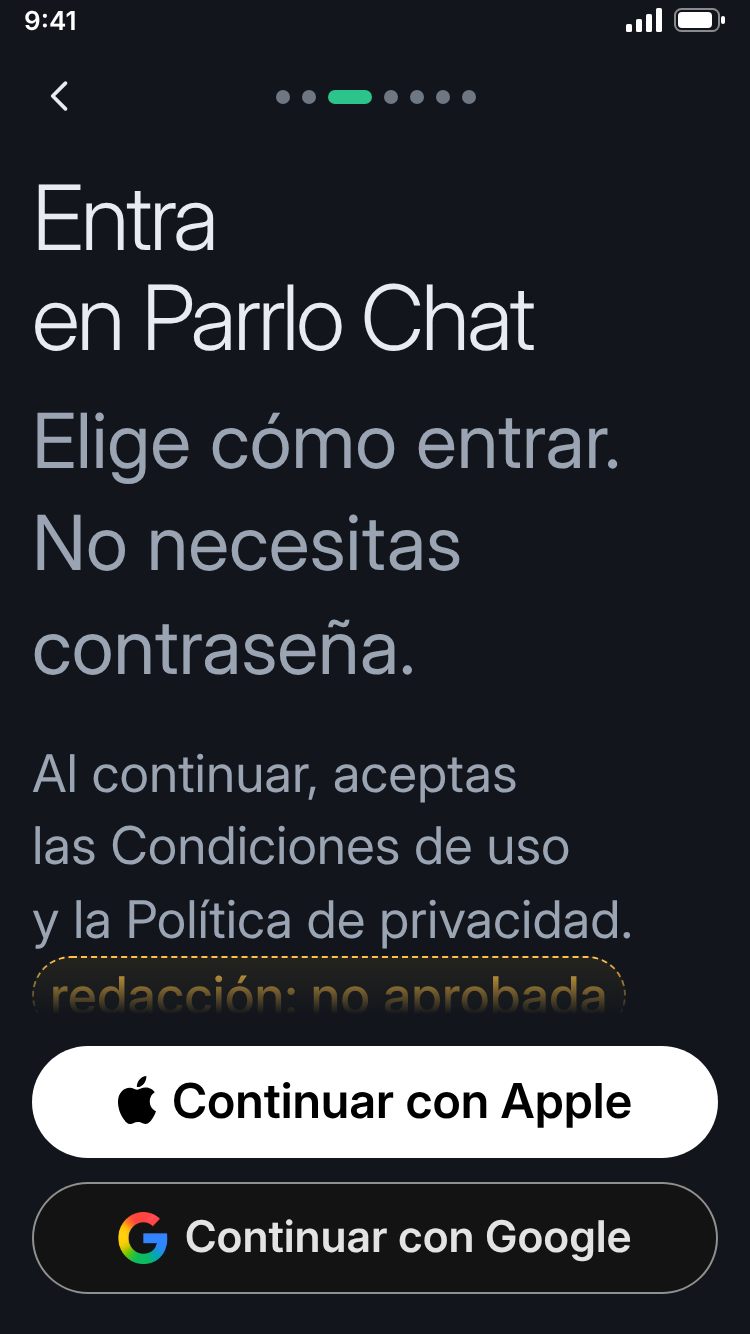 9:41
Entra
en Parrlo Chat
Elige cómo entrar.
No necesitas
contraseña.
Al continuar, aceptas
las Condiciones de uso
y la Política de privacidad.
redacción: no aprobada
Continuar con Apple
Continuar con Google